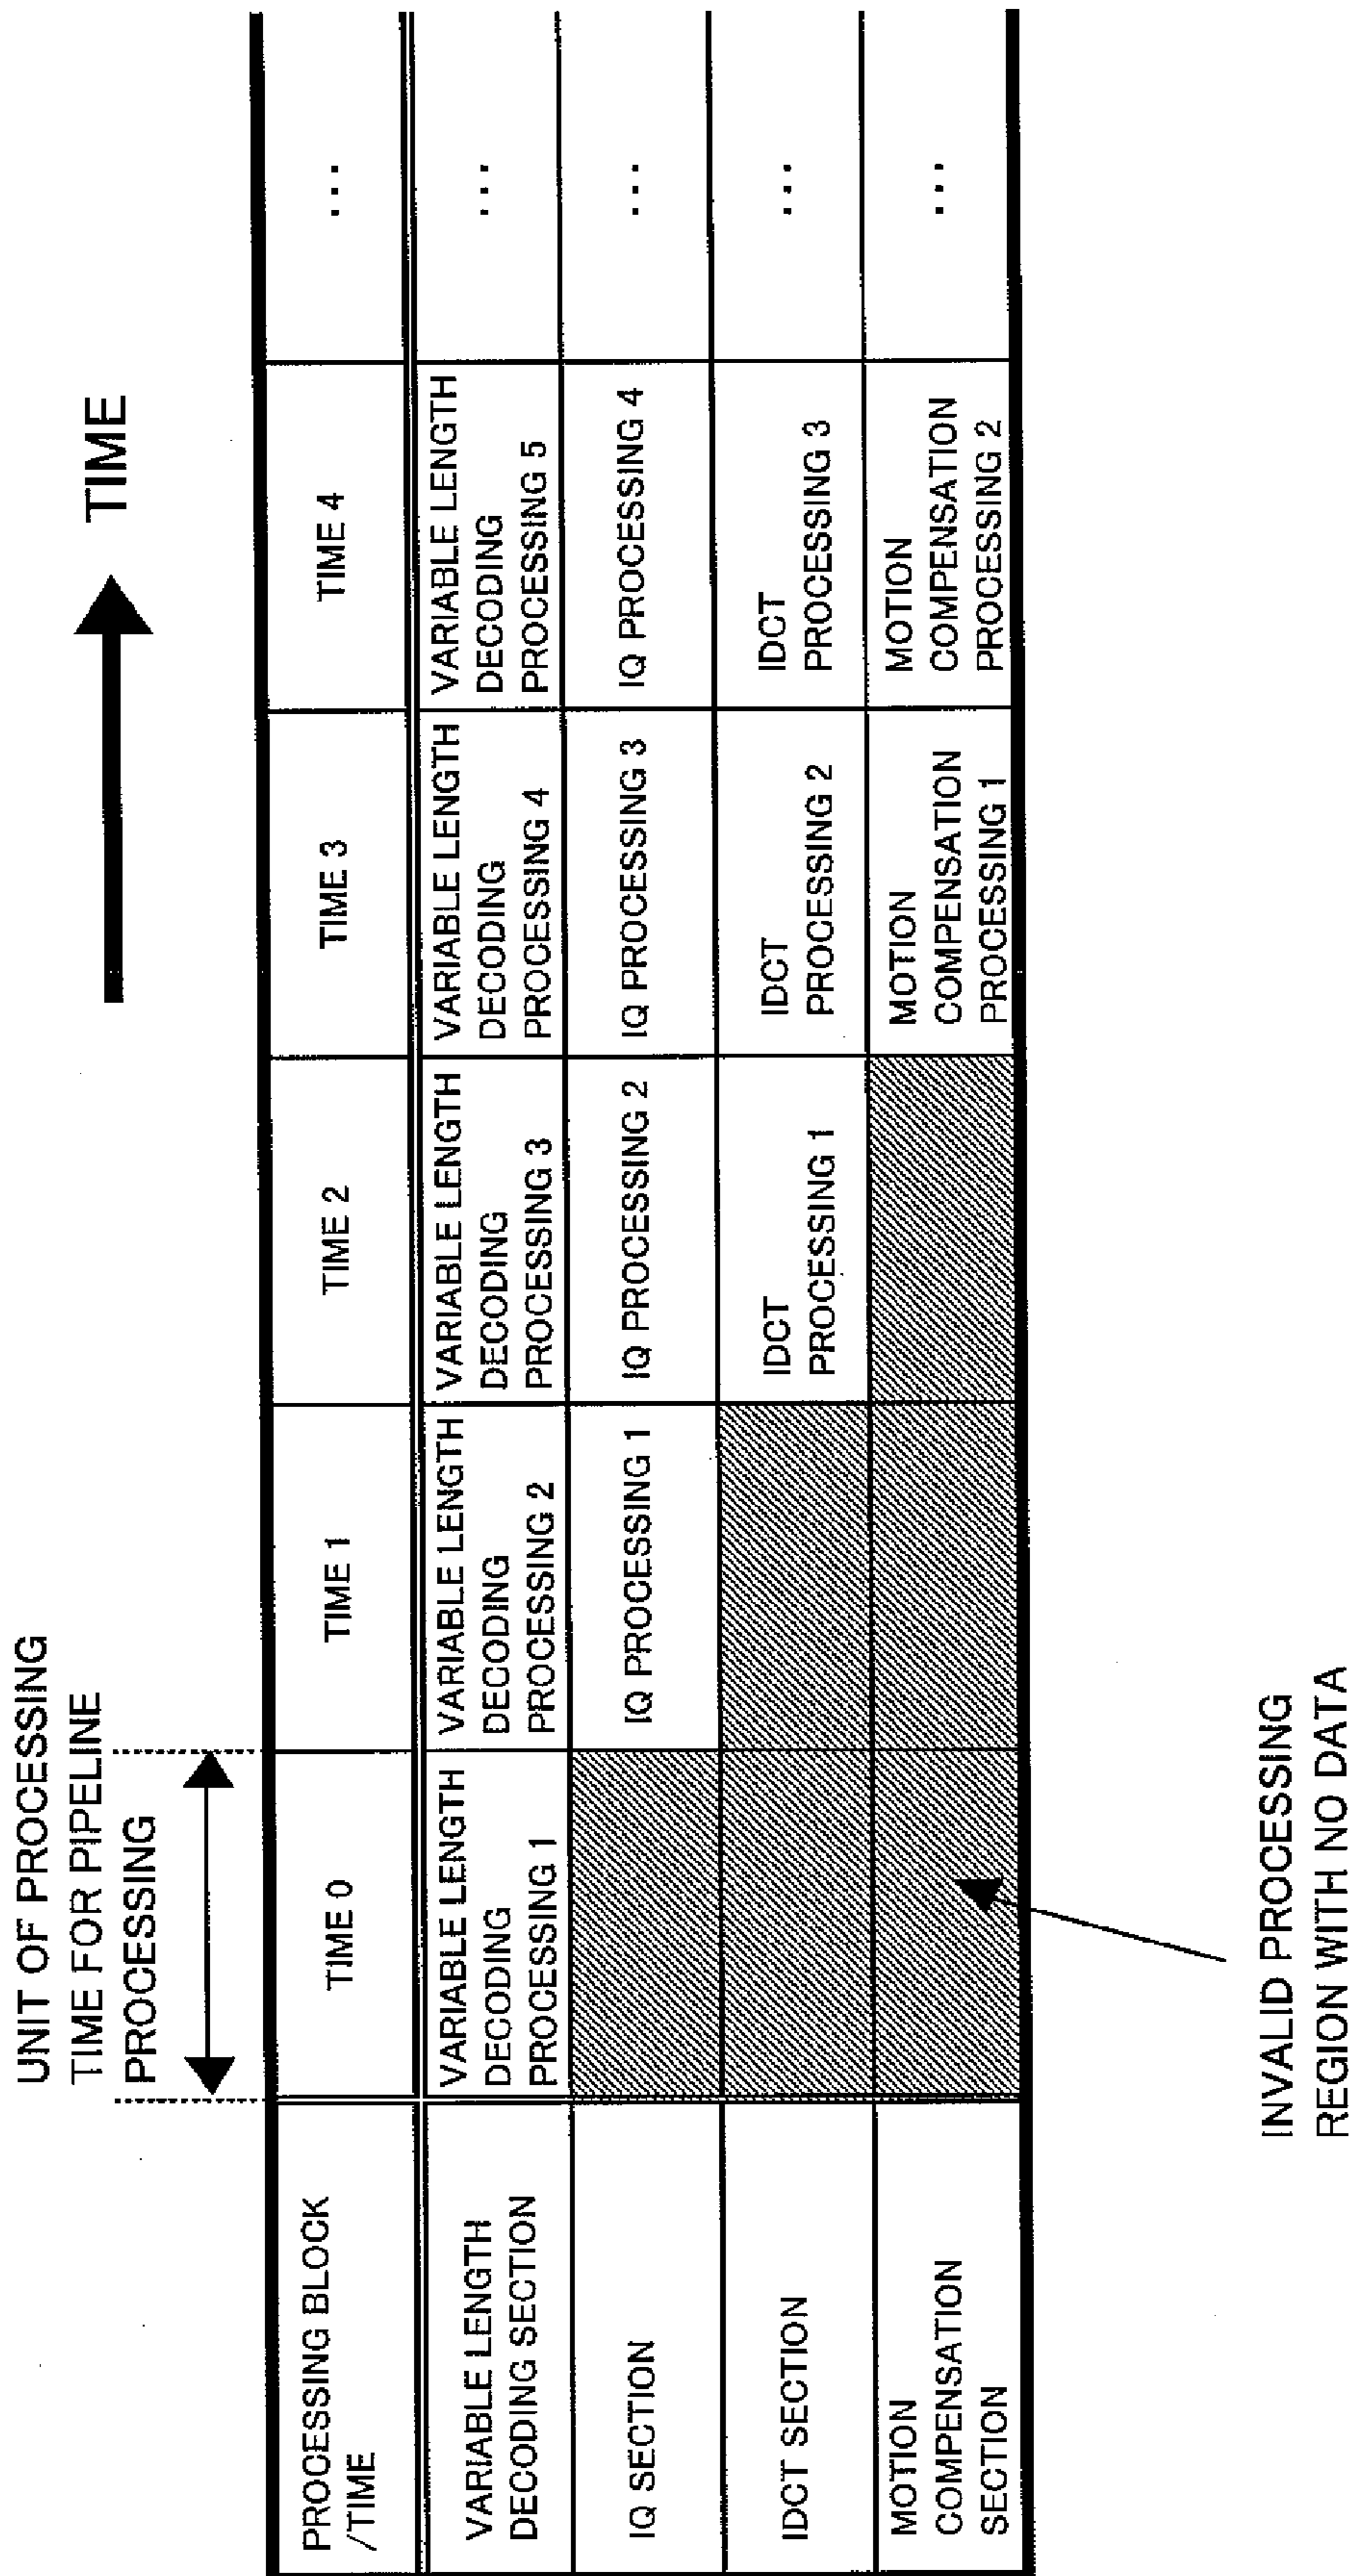 UNIT OF PROCESSING
TIME FOR PIPELINE
PROCESSING
TIME
PROCESSING BLOCK
/TIME
TIME 0
TIME 1
TIME 2
TIME 3
TIME 4
...
VARIABLE LENGTH
DECODING SECTION
VARIABLE LENGTH
DECODING
PROCESSING 1
VARIABLE LENGTH
DECODING
PROCESSING 2
VARIABLE LENGTH
DECODING
PROCESSING 3
VARIABLE LENGTH
DECODING
PROCESSING 4
VARIABLE LENGTH
DECODING
PROCESSING 5
...
IQ SECTION
IQ PROCESSING 1
IQ PROCESSING 2
IQ PROCESSING 3
IQ PROCESSING 4
...
IDCT SECTION
IDCT
PROCESSING 1
IDCT
PROCESSING 2
IDCT
PROCESSING 3
...
MOTION
COMPENSATION
SECTION
MOTION
COMPENSATION
PROCESSING 1
MOTION
COMPENSATION
PROCESSING 2
...
INVALID PROCESSING
REGION WITH NO DATA